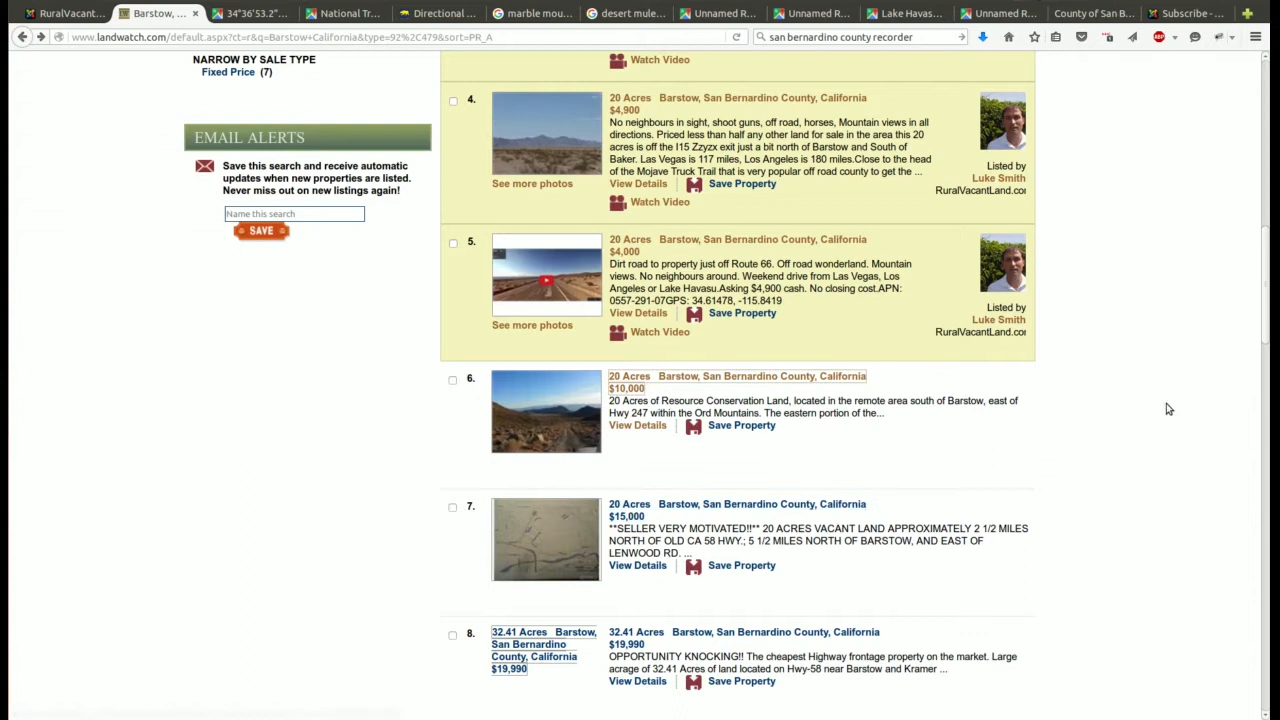 RuralVacant...
Barstow, ...
34°36'53.2"...
National Tr...
Directional ...
marble mou...
desert mule...
Unnamed R...
Unnamed R...
Lake Havas...
Unnamed R...
County of San B...
Subscribe - ...
www.landwatch.com/default.aspx?ct=r&q=Barstow+California&type=92%2C479&sort=PR_A
san bernardino county recorder
NARROW BY SALE TYPE
Fixed Price (7)
EMAIL ALERTS
Save this search and receive automatic
updates when new properties are listed.
Never miss out on new listings again!
Name this search
SAVE
Watch Video
4.
20 Acres Barstow, San Bernardino County, California
$4,900
No neighbours in sight, shoot guns, off road, horses, Mountain views in all
directions. Priced less than half any other land for sale in the area this 20
acres is off the I15 Zzyzx exit just a bit north of Barstow and South of
Baker. Las Vegas is 117 miles, Los Angeles is 180 miles.Close to the head
of the Mojave Truck Trail that is very popular off road county to get the ...
See more photos
View Details
Save Property
Watch Video
Listed by
Luke Smith
RuralVacantLand.cor
5.
20 Acres Barstow, San Bernardino County, California
$4,000
Dirt road to property just off Route 66. Off road wonderland. Mountain
views. No neighbours around. Weekend drive from Las Vegas, Los
Angeles or Lake Havasu.Asking $4,900 cash. No closing cost.APN:
0557-291-07GPS: 34.61478, -115.8419
See more photos
View Details
Save Property
Watch Video
Listed by
Luke Smith
RuralVacantLand.cor
6.
20 Acres Barstow, San Bernardino County, California
$10,000
20 Acres of Resource Conservation Land, located in the remote area south of Barstow, east of
Hwy 247 within the Ord Mountains. The eastern portion of the...
View Details
Save Property
7.
20 Acres Barstow, San Bernardino County, California
$15,000
**SELLER VERY MOTIVATED!!** 20 ACRES VACANT LAND APPROXIMATELY 2 1/2 MILES
NORTH OF OLD CA 58 HWY.; 5 1/2 MILES NORTH OF BARSTOW, AND EAST OF
LENWOOD RD. ...
View Details
Save Property
8.
32.41 Acres Barstow,
San Bernardino
County, California
$19,990
32.41 Acres Barstow, San Bernardino County, California
$19,990
OPPORTUNITY KNOCKING!! The cheapest Highway frontage property on the market. Large
acrage of 32.41 Acres of land located on Hwy-58 near Barstow and Kramer ...
View Details
Save Property